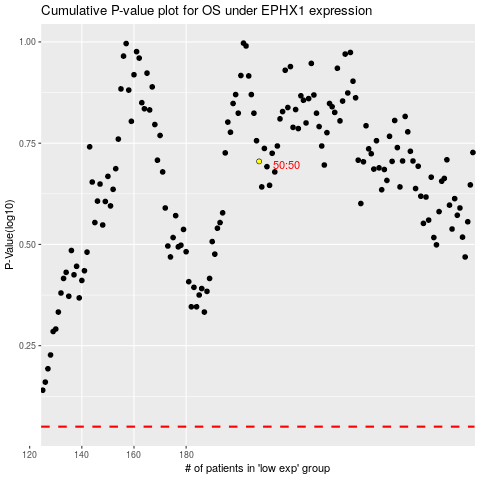 Cumulative P-value plot for OS under EPHX1 expression
1.00
0.75
0.50
0.25
P-Value(log10)
50:50
120 140 160 180
# of patients in 'low exp' group